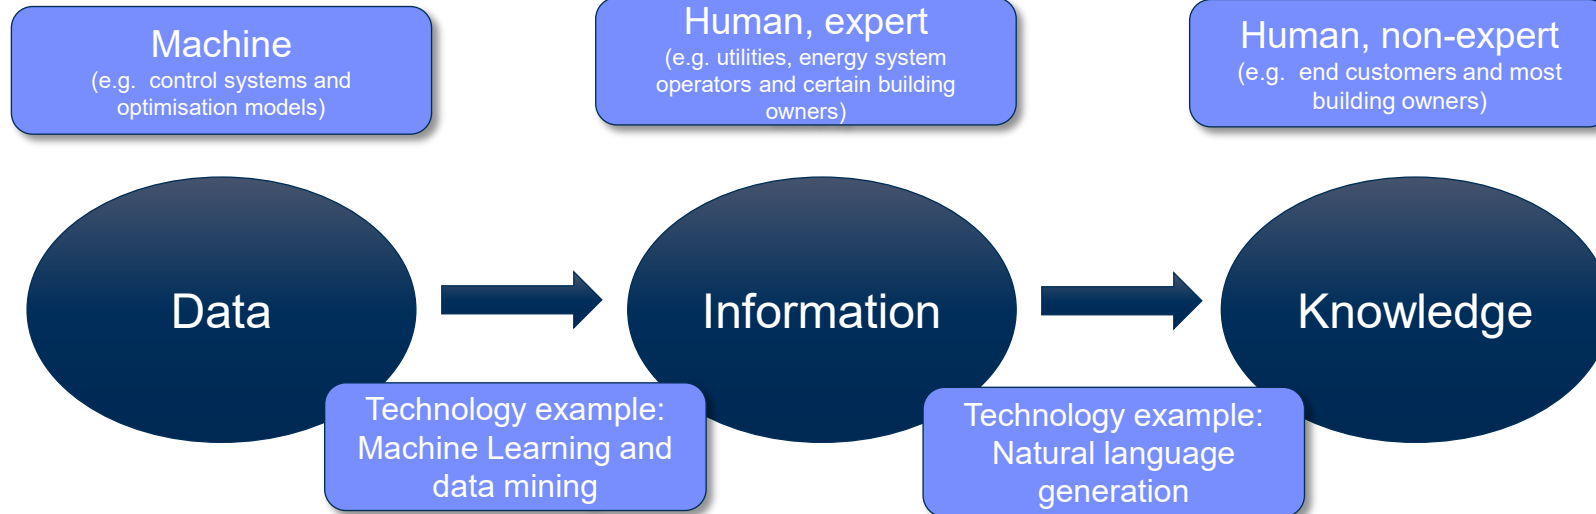 Machine
(e.g. control systems and
optimisation models)
Human, expert
(e.g. utilities, energy system
operators and certain building
owners)
Human, non-expert
(e.g. end customers and most
building owners)
Data
Information
Knowledge
Technology example:
Machine Learning and
data mining
Technology example:
Natural language
generation